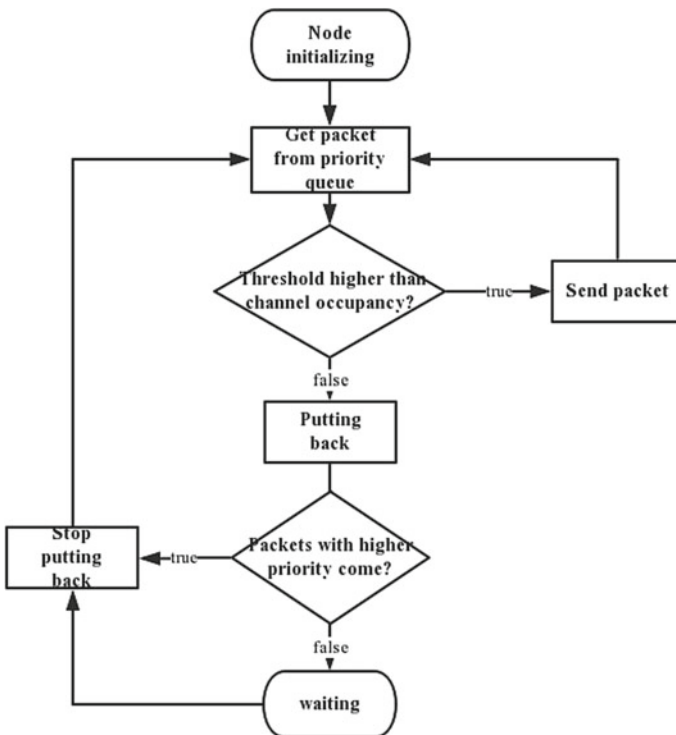 Node
initializing
Get packet
from priority
queue
Threshold higher than
channel occupancy?
true
Send packet
false
Putting
back
Packets with higher
priority come?
true
Stop
putting
back
false
waiting